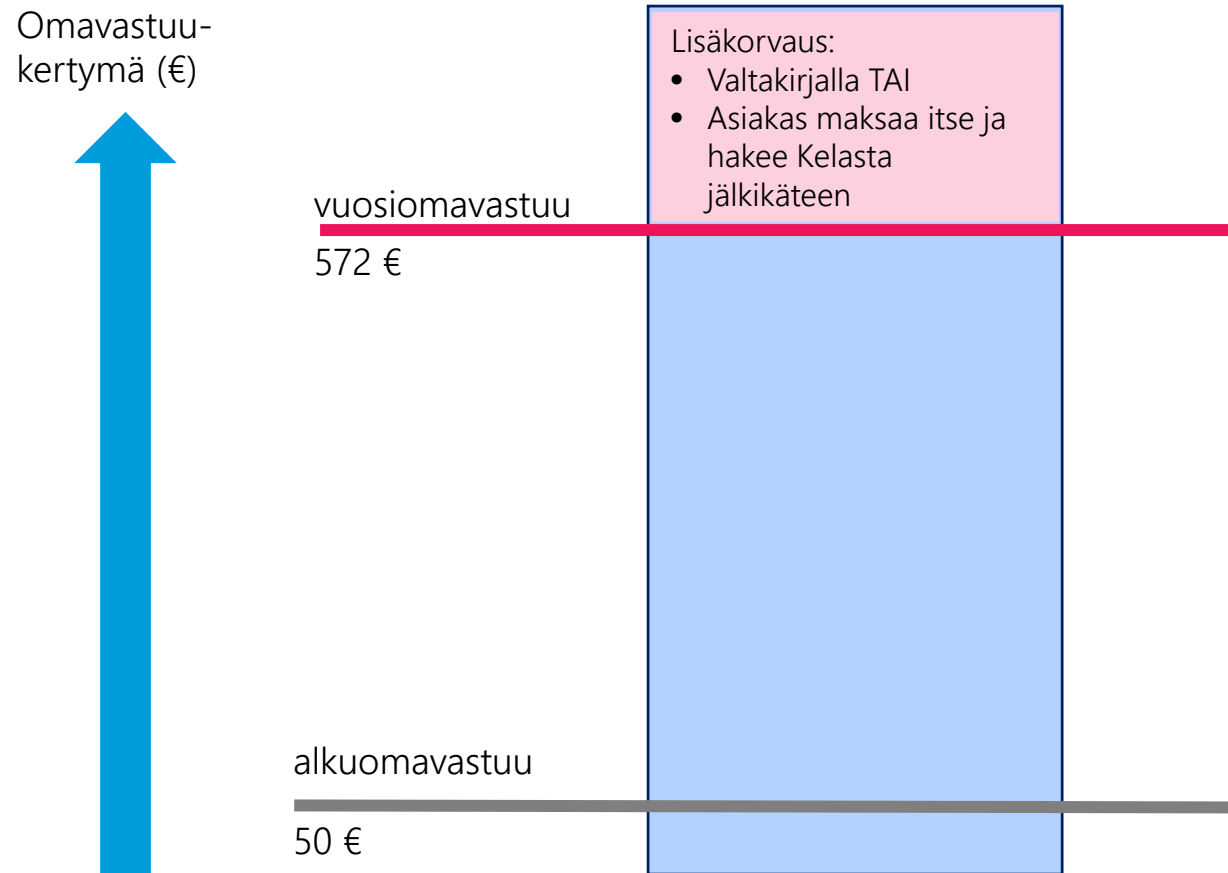 Omavastuu-
kertymä (€)
Lisäkorvaus:
• Valtakirjalla TAI
• Asiakas maksaa itse ja
hakee Kelasta
jälkikäteen
vuosiomavastuu
572 €
alkuomavastuu
50 €